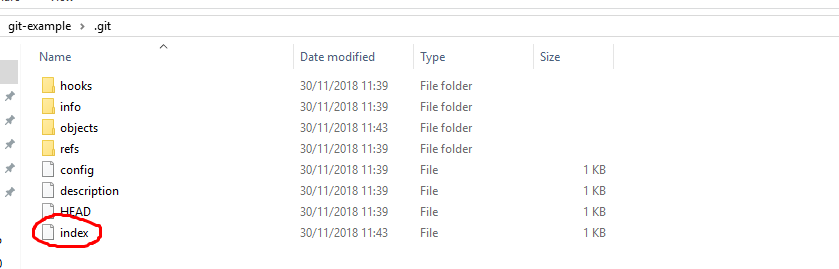 git-example > .git
Name Date modified Type Size
hooks 30/11/2018 11:39 File folder
info 30/11/2018 11:39 File folder
objects 30/11/2018 11:43 File folder
refs 30/11/2018 11:39 File folder
config 30/11/2018 11:39 File 1 KB
description 30/11/2018 11:39 File 1 KB
HEAD 30/11/2018 11:39 File 1 KB
index 30/11/2018 11:43 File 1 KB